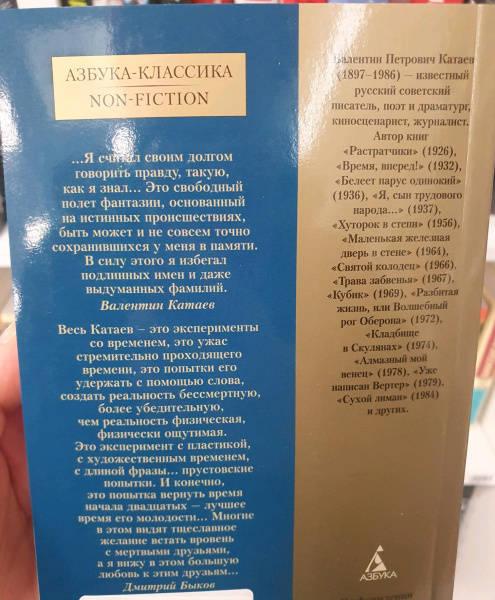 АЗБУКА-КЛАССИКА
NON-FICTION
...Я считал своим долгом
говорить правду, такую,
как я знал... Это свободный
полет фантазии, основанный
на истинных происшествиях,
быть может и не совсем точно
сохранившихся у меня в памяти.
В силу этого я избегал
подлинных имен и даже
выдуманных фамилий.
Валентин Катаев
Весь Катаев – это эксперименты
со временем, это ужас
стремительно проходящего
времени, это попытки его
удержать с помощью слова,
создать реальность бессмертную,
более убедительную,
чем реальность физическая,
физически ощутимая.
Это эксперимент с пластикой,
с художественным временем,
с длиной фразы... прустовские
попытки. И конечно,
это попытка вернуть время
начала двадцатых – лучшее
время его молодости... Многие
в этом видят тщеславное
желание встать вровень
с мертвыми друзьями,
а я вижу в этом большую
любовь к этим друзьям...
Дмитрий Быков
Валентин Петрович Катаев
(1897–1986) – известный
русский советский
писатель, поэт и драматург,
киносценарист, журналист.
Автор книг
«Растратчики» (1926),
«Время, вперед!» (1932),
«Белеет парус одинокий»
(1936), «Я, сын трудового
народа...» (1937),
«Хуторок в степи» (1956),
«Маленькая железная
дверь в стене» (1964),
«Святой колодец» (1966),
«Трава забвенья» (1967),
«Кубик» (1969), «Разбитая
жизнь, или Волшебный
рог Оберона» (1972),
«Кладбище
в Скулянах» (1974),
«Алмазный мой
венец» (1978), «Уже
написан Вертер» (1979),
«Сухой лиман» (1984)
и других.
АЗБУКА